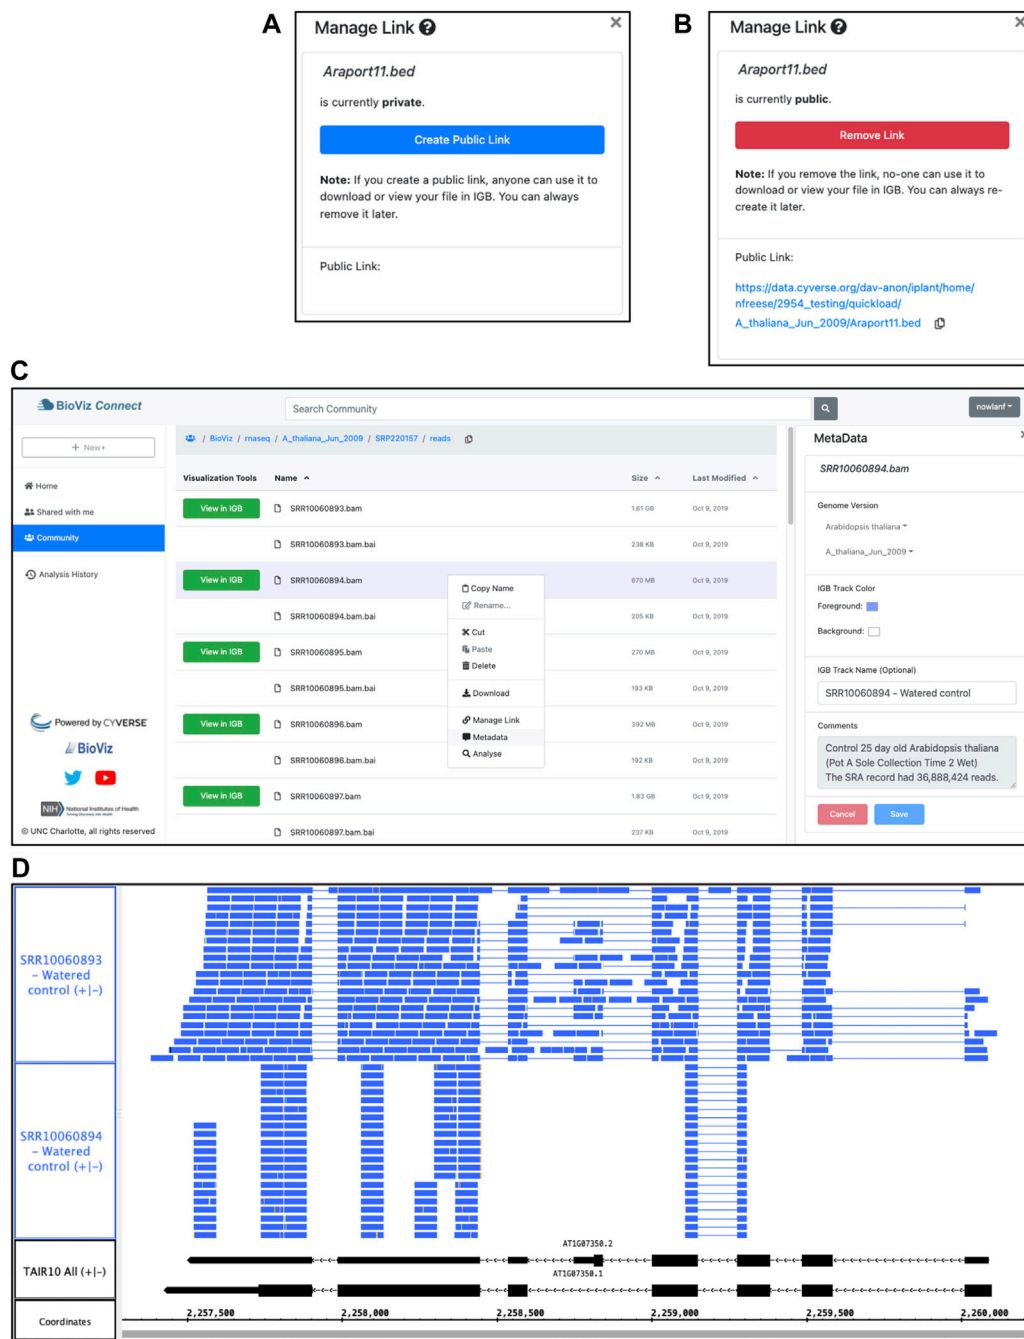 A
Manage Link
Araport11.bed
is currently private.
Create Public Link
Note: If you create a public link, anyone can use it to
download or view your file in IGB. You can always
remove it later.
Public Link:
B
Manage Link
Araport11.bed
is currently public.
Remove Link
Note: If you remove the link, no-one can use it to
download or view your file in IGB. You can always re-
create it later.
Public Link:
https://data.cyverse.org/dav-anon/iplant/home/
nfreese/2954_testing/quickload/
A_thaliana_Jun_2009/Araport11.bed
C
BioViz Connect
Search Community
nowlanf
+ New
Home
Shared with me
Community
Analysis History
Powered by CYVERSE
BioViz
NIH National Institutes of Health
Turning Discovery Into Health
© UNC Charlotte, all rights reserved
/ BioViz / rnaseq / A_thaliana_Jun_2009 / SRP220157 / reads
Visualization Tools Name Size Last Modified
View in IGB SRR10060893.bam 1.61 GB Oct 9, 2019
SRR10060893.bam.bai 238 KB Oct 9, 2019
View in IGB SRR10060894.bam 670 MB Oct 9, 2019
SRR10060894.bam.bai 205 KB Oct 9, 2019
View in IGB SRR10060895.bam 270 MB Oct 9, 2019
SRR10060895.bam.bai 193 KB Oct 9, 2019
View in IGB SRR10060896.bam 392 MB Oct 9, 2019
SRR10060896.bam.bai 192 KB Oct 9, 2019
View in IGB SRR10060897.bam 1.83 GB Oct 9, 2019
SRR10060897.bam.bai 237 KB Oct 9, 2019
Copy Name
Rename...
Cut
Paste
Delete
Download
Manage Link
Metadata
Analyse
MetaData
SRR10060894.bam
Genome Version
Arabidopsis thaliana
A_thaliana_Jun_2009
IGB Track Color
Foreground:
Background:
IGB Track Name (Optional)
SRR10060894 - Watered control
Comments
Control 25 day old Arabidopsis thaliana
(Pot A Sole Collection Time 2 Wet)
The SRA record had 36,888,424 reads.
Cancel Save
D
SRR10060893
- Watered
control (+|-)
SRR10060894
- Watered
control (+|-)
TAIR10 All (+|-)
AT1G07350.2
AT1G07350.1
Coordinates
2,257,500 2,258,000 2,258,500 2,259,000 2,259,500 2,260,000